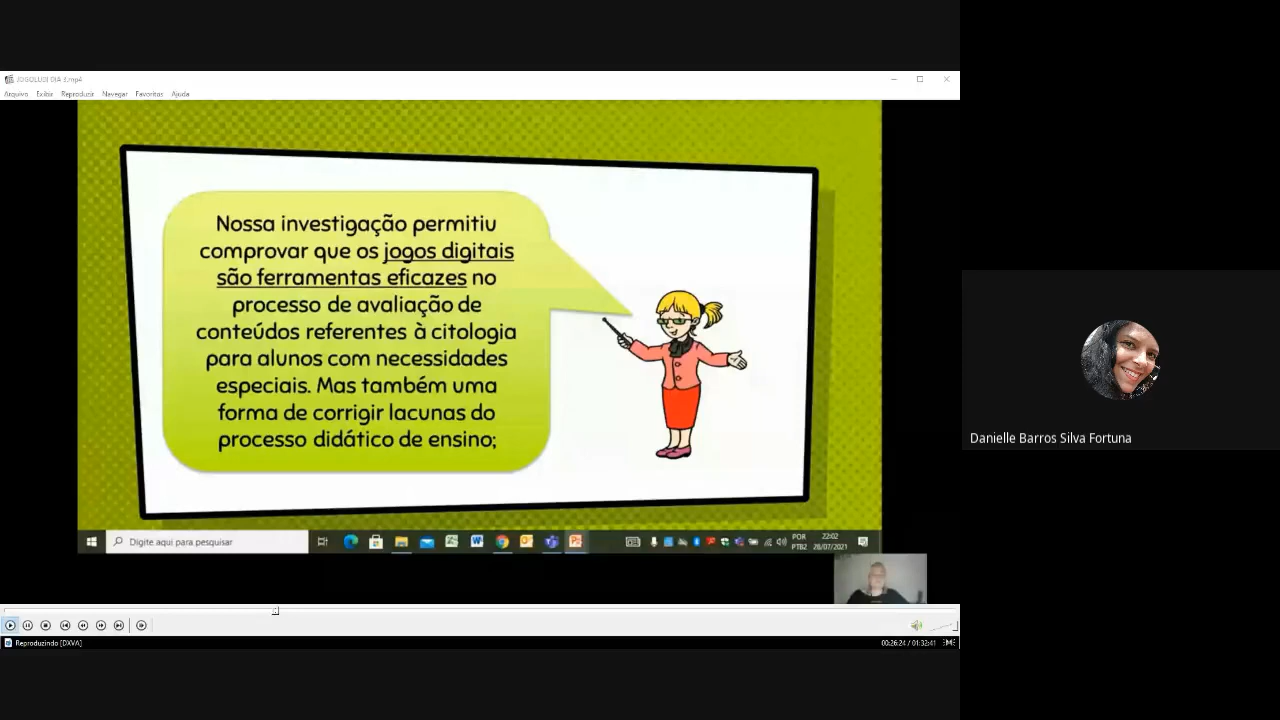 JOGOLUDI DIA 3.mp4
Arquivo Exibir Reproduzir Navegar Favoritos Ajuda
Nossa investigação permitiu
comprovar que os jogos digitais
são ferramentas eficazes no
processo de avaliação de
conteúdos referentes à citologia
para alunos com necessidades
especiais. Mas também uma
forma de corrigir lacunas do
processo didático de ensino;
Danielle Barros Silva Fortuna
Digite aqui para pesquisar
POR
PTB2
22:02
28/07/2021
Reproduzindo [DXVA]
00:26:24 / 01:32:41